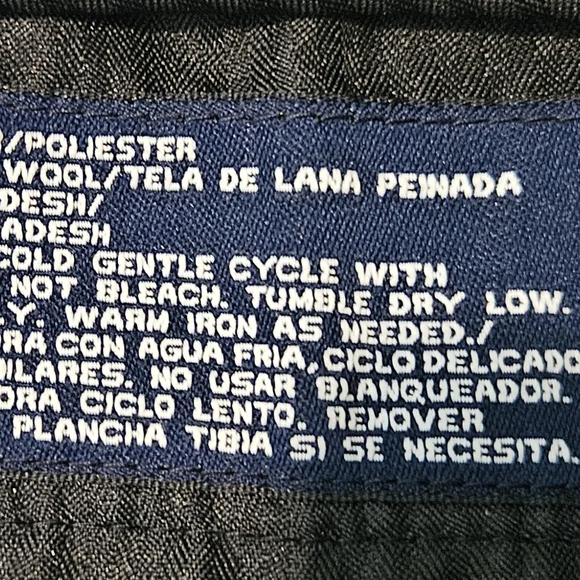 /POLIESTER
WOOL/TELA DE LANA PEINADA
DESH/
ADESH
COLD GENTLE CYCLE WITH
NOT BLEACH. TUMBLE DRY LOW.
Y. WARM IRON AS NEEDED./
ORA CON AGUA FRIA, CICLO DELICADO
ILARES. NO USAR BLANQUEADOR.
ORA CICLO LENTO. REMOVER
PLANCHA TIBIA SI SE NECESITA.